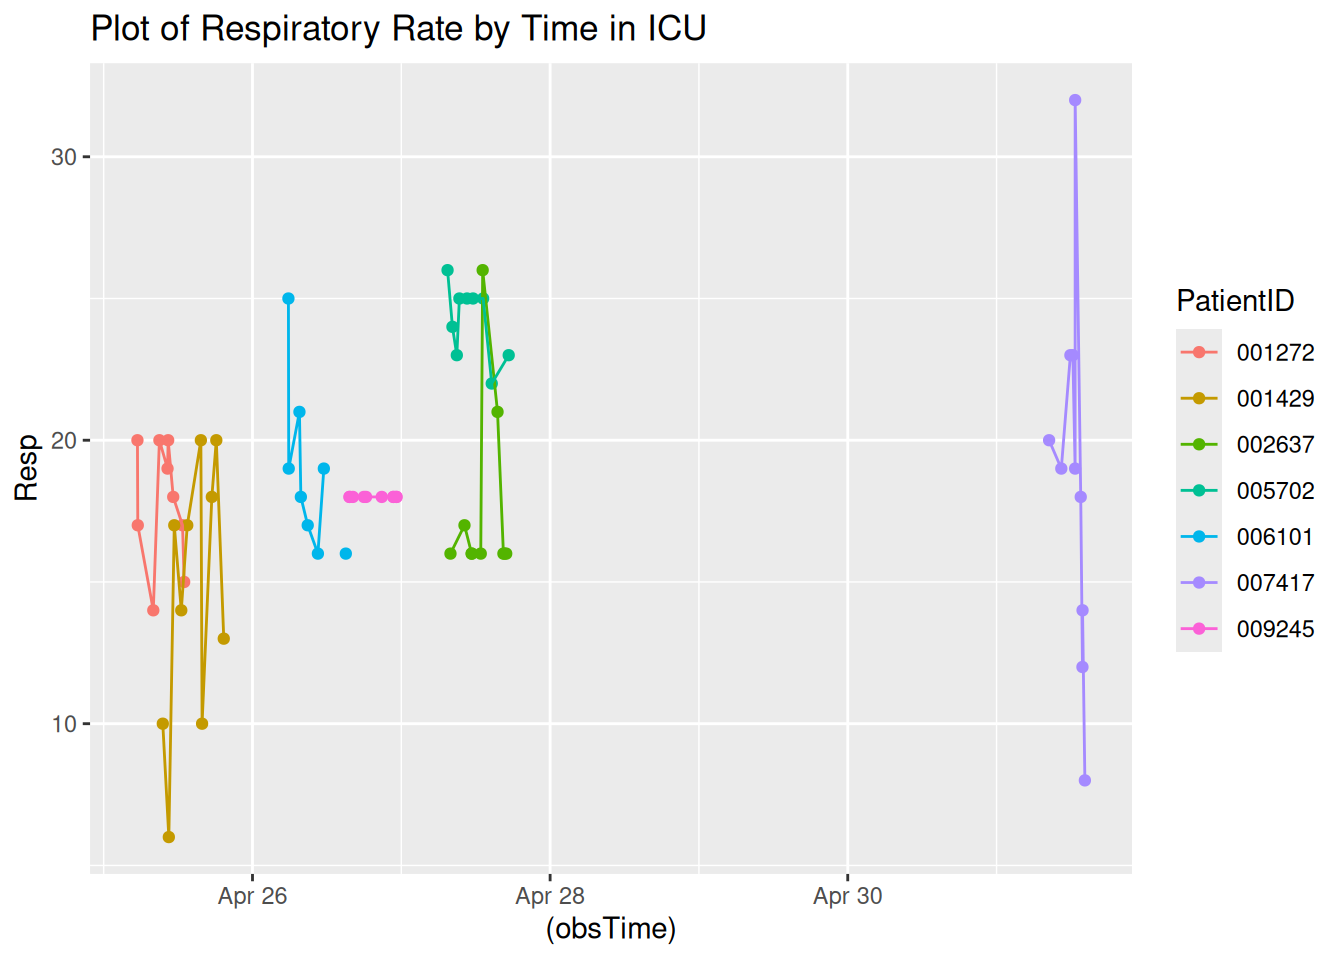 Plot of Respiratory Rate by Time in ICU
30
20
10
Resp
Apr 26
Apr 28
Apr 30
(obsTime)
PatientID
001272
001429
002637
005702
006101
007417
009245